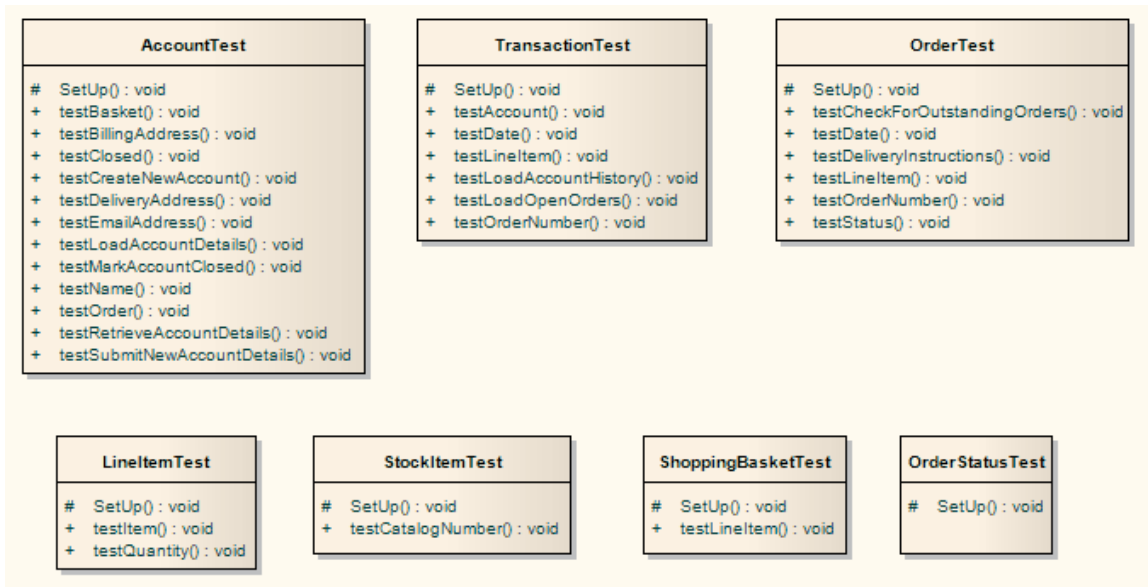 AccountTest
# SetUp() : void
+ testBasket() : void
+ testBillingAddress() : void
+ testClosed() : void
+ testCreateNewAccount() : void
+ testDeliveryAddress() : void
+ testEmailAddress() : void
+ testLoadAccountDetails() : void
+ testMarkAccountClosed() : void
+ testName() : void
+ testOrder() : void
+ testRetrieveAccountDetails() : void
+ testSubmitNewAccountDetails() : void
TransactionTest
# SetUp() : void
+ testAccount() : void
+ testDate() : void
+ testLineItem() : void
+ testLoadAccountHistory() : void
+ testLoadOpenOrders() : void
+ testOrderNumber() : void
OrderTest
# SetUp() : void
+ testCheckForOutstandingOrders() : void
+ testDate() : void
+ testDeliveryInstructions() : void
+ testLineItem() : void
+ testOrderNumber() : void
+ testStatus() : void
LineItemTest
# SetUp() : void
+ testItem() : void
+ testQuantity() : void
StockItemTest
# SetUp() : void
+ testCatalogNumber() : void
ShoppingBasketTest
# SetUp() : void
+ testLineItem() : void
OrderStatusTest
# SetUp() : void